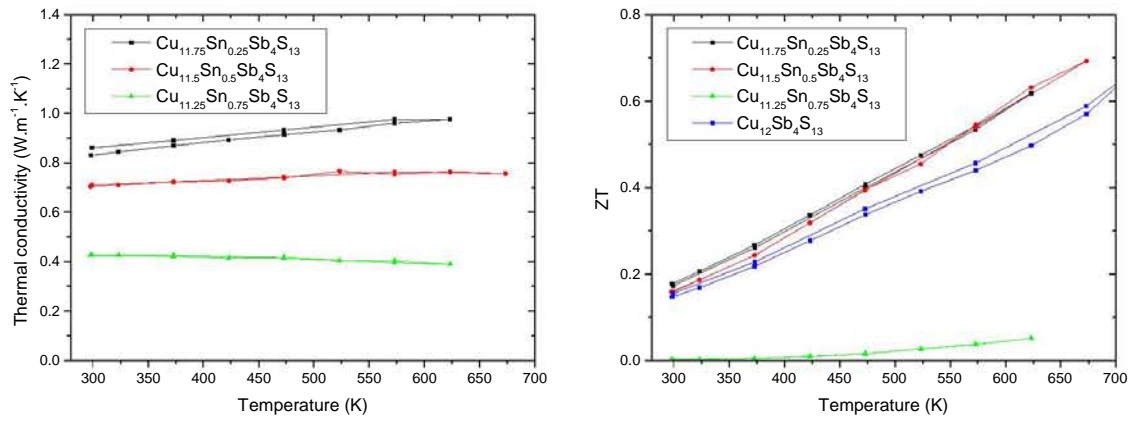 Thermal conductivity (W.m⁻¹.K⁻¹)
1.4
1.2
1.0
0.8
0.6
0.4
0.2
0.0
Cu₁₁.₇₅Sn₀.₂₅Sb₄S₁₃
Cu₁₁.₅Sn₀.₅Sb₄S₁₃
Cu₁₁.₂₅Sn₀.₇₅Sb₄S₁₃
300 350 400 450 500 550 600 650 700
Temperature (K)
ZT
0.8
0.6
0.4
0.2
0.0
Cu₁₁.₇₅Sn₀.₂₅Sb₄S₁₃
Cu₁₁.₅Sn₀.₅Sb₄S₁₃
Cu₁₁.₂₅Sn₀.₇₅Sb₄S₁₃
Cu₁₂Sb₄S₁₃
300 350 400 450 500 550 600 650 700
Temperature (K)